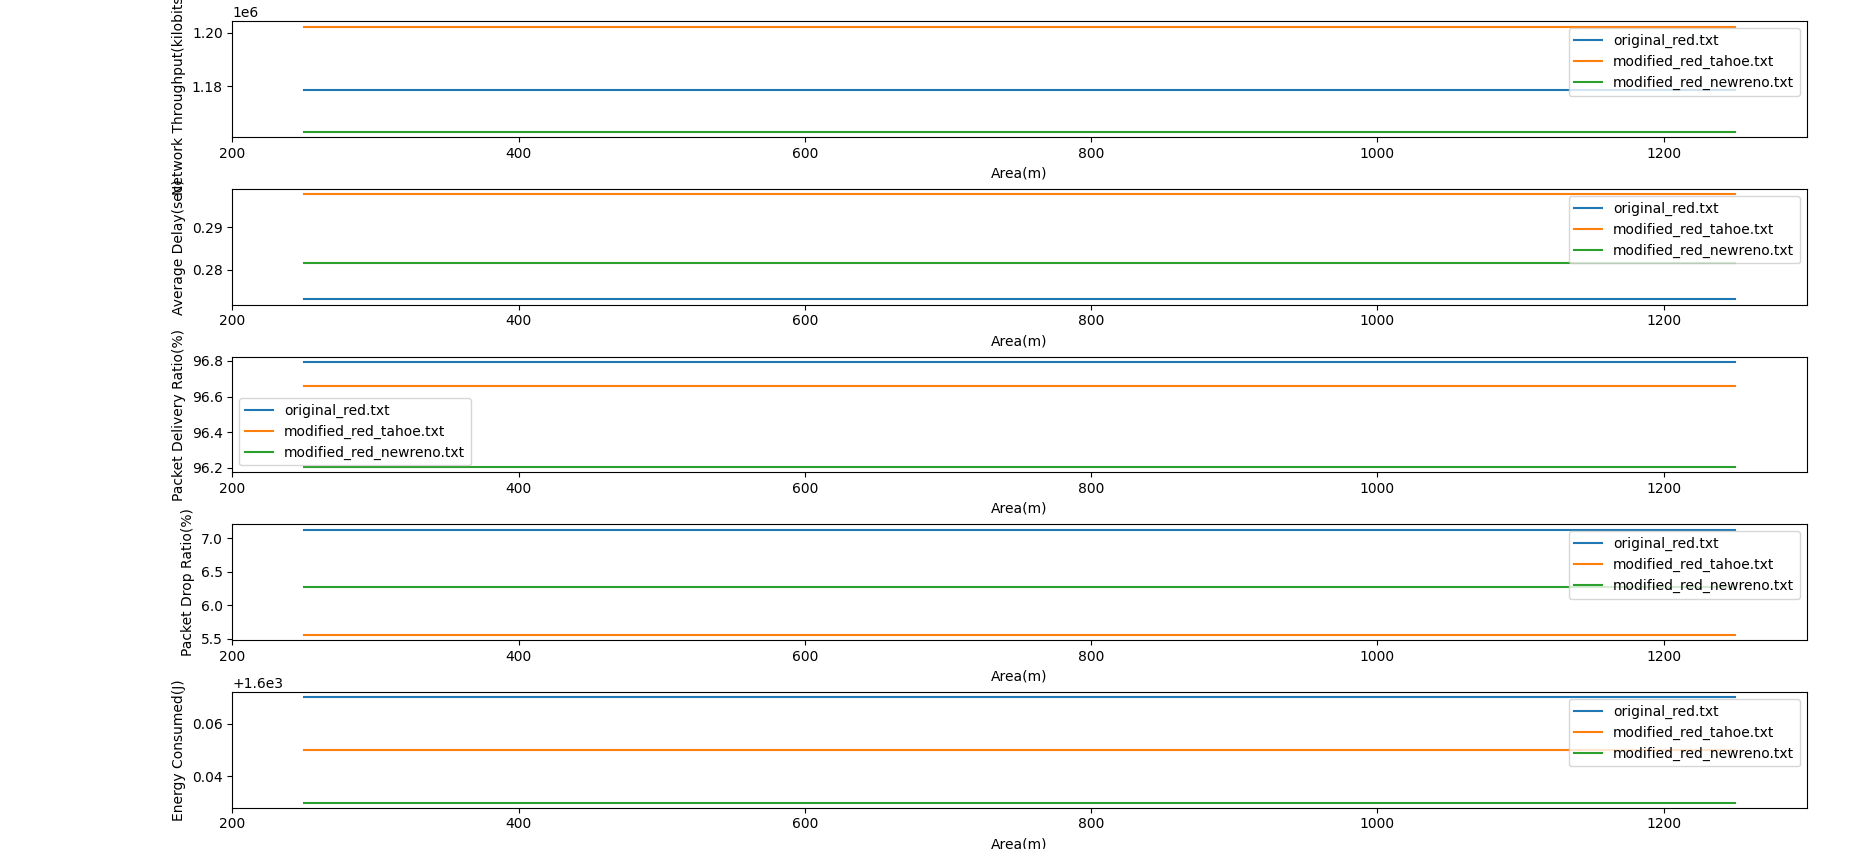 1e6
Network Throughput(kilobits
1.20
1.18
original_red.txt
modified_red_tahoe.txt
modified_red_newreno.txt
200 400 600 800 1000 1200
Area(m)
Average Delay(sec)
0.29
0.28
original_red.txt
modified_red_tahoe.txt
modified_red_newreno.txt
200 400 600 800 1000 1200
Area(m)
Packet Delivery Ratio(%)
96.8
96.6
96.4
96.2
original_red.txt
modified_red_tahoe.txt
modified_red_newreno.txt
200 400 600 800 1000 1200
Area(m)
Packet Drop Ratio(%)
7.0
6.5
6.0
5.5
original_red.txt
modified_red_tahoe.txt
modified_red_newreno.txt
200 400 600 800 1000 1200
Area(m)
+1.6e3
Energy Consumed(J)
0.06
0.04
original_red.txt
modified_red_tahoe.txt
modified_red_newreno.txt
200 400 600 800 1000 1200
Area(m)